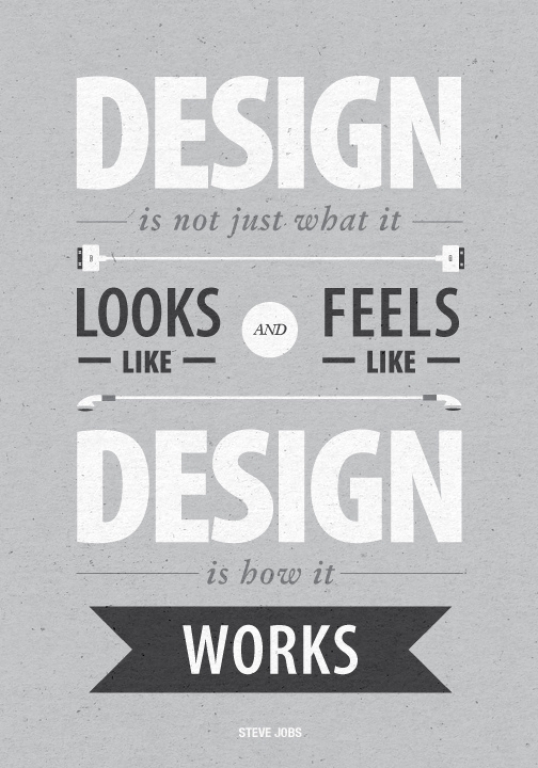 DESIGN
is not just what it
LOOKS AND FEELS
LIKE LIKE
DESIGN
is how it
WORKS
STEVE JOBS